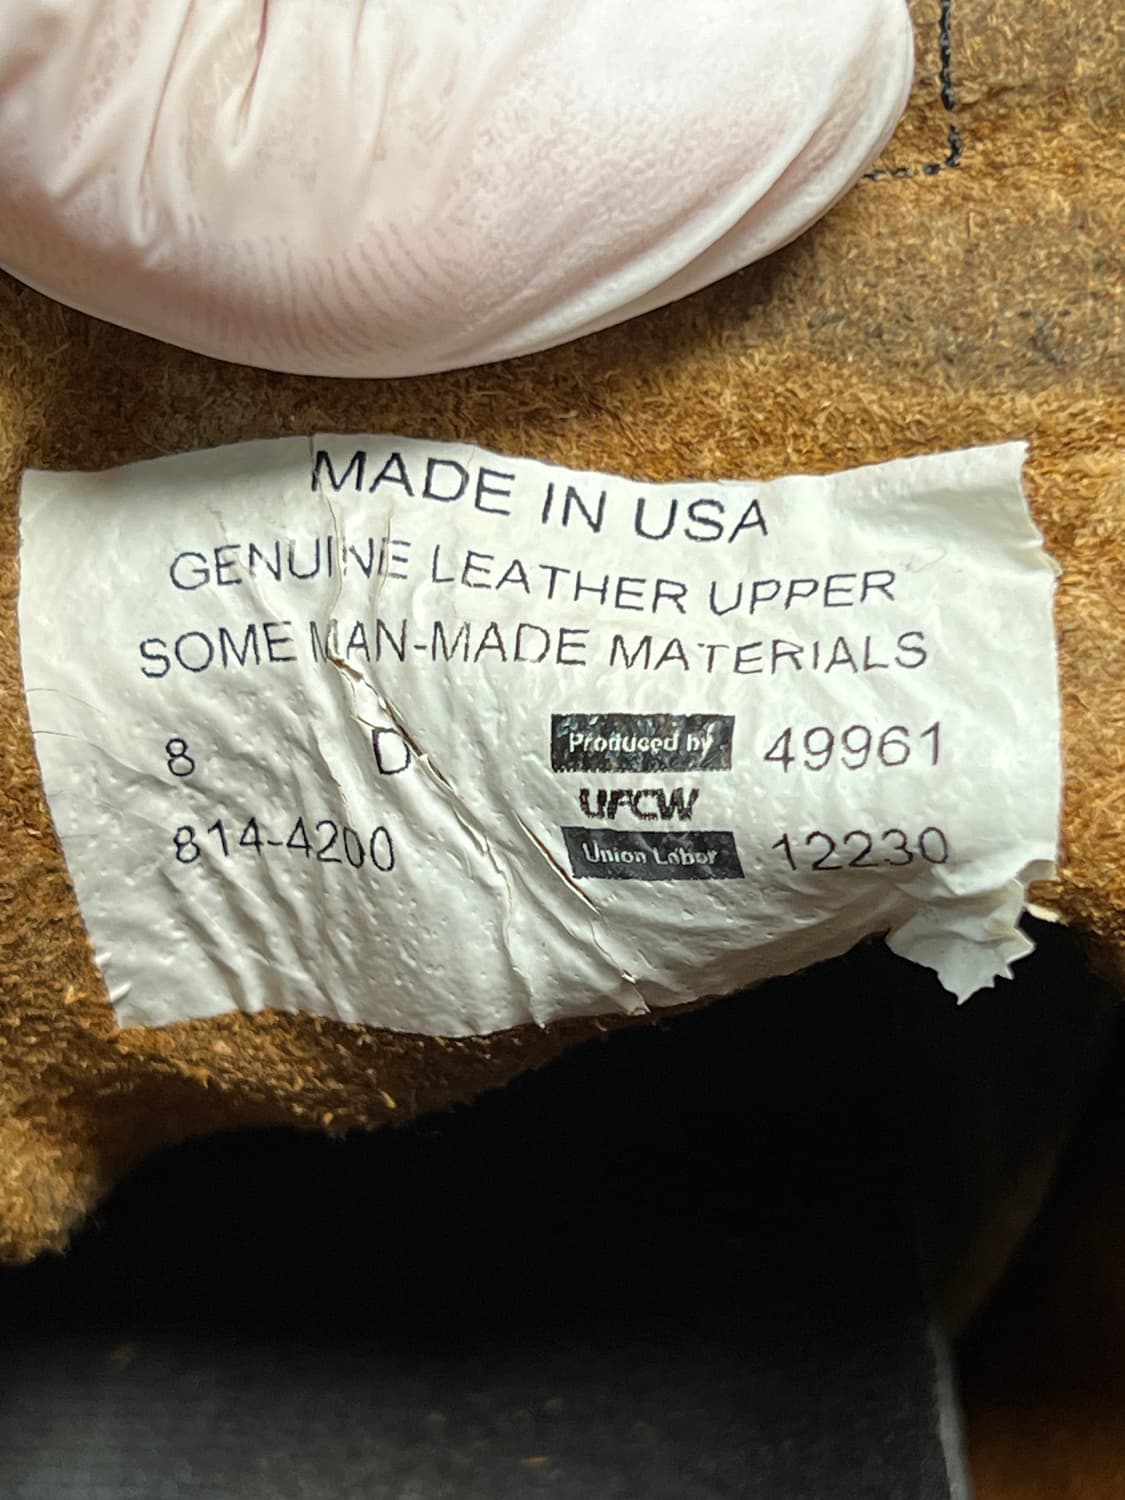 MADE IN USA
GENUINE LEATHER UPPER
SOME MAN-MADE MATERIALS
8 D Produced by 49961
UFCW
814-4200 Union Labor 12230